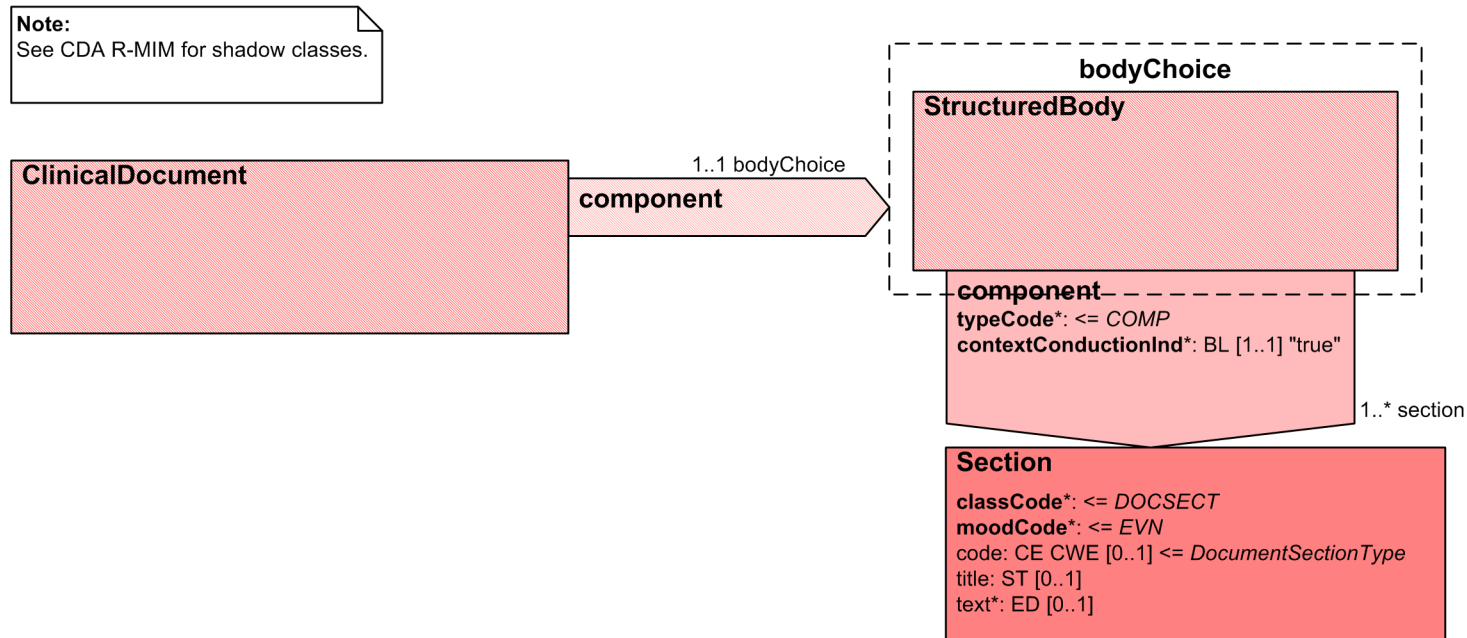 Note:
See CDA R-MIM for shadow classes.
bodyChoice
StructuredBody
ClinicalDocument
1..1 bodyChoice
component
component
typeCode*: <= COMP
contextConductionInd*: BL [1..1] "true"
1..* section
Section
classCode*: <= DOCSECT
moodCode*: <= EVN
code: CE CWE [0..1] <= DocumentSectionType
title: ST [0..1]
text*: ED [0..1]